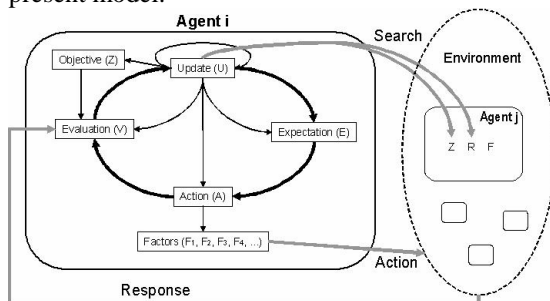 present model.
Agent i
Search
Environment
Objective (Z)
Update (U)
Agent j
Evaluation (V)
Expectation (E)
Z R F
Action (A)
Factors (F1, F2, F3, F4, ...)
Action
Response